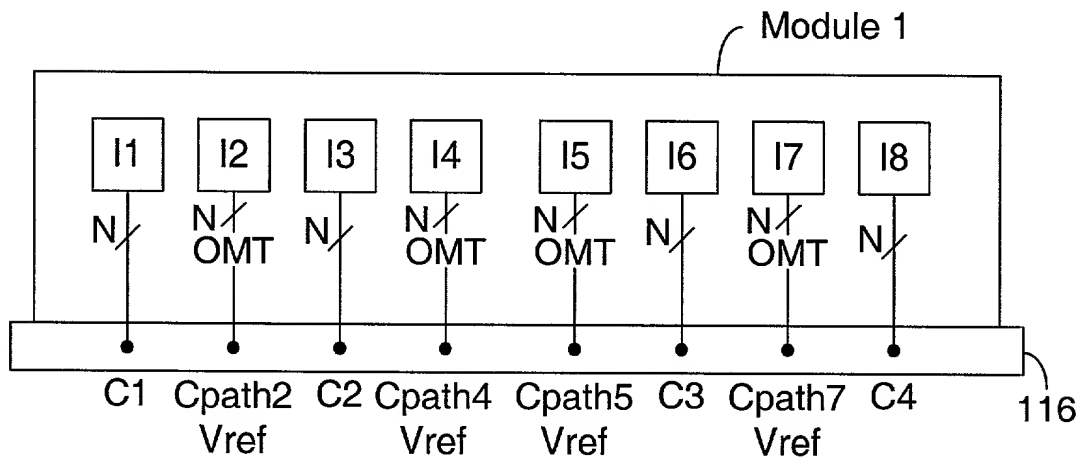 Module 1
I1 I2 I3 I4 I5 I6 I7 I8
N N N N N N N N
OMT OMT OMT OMT
C1 Cpath2 C2 Cpath4 Cpath5 C3 Cpath7 C4 116
Vref Vref Vref Vref